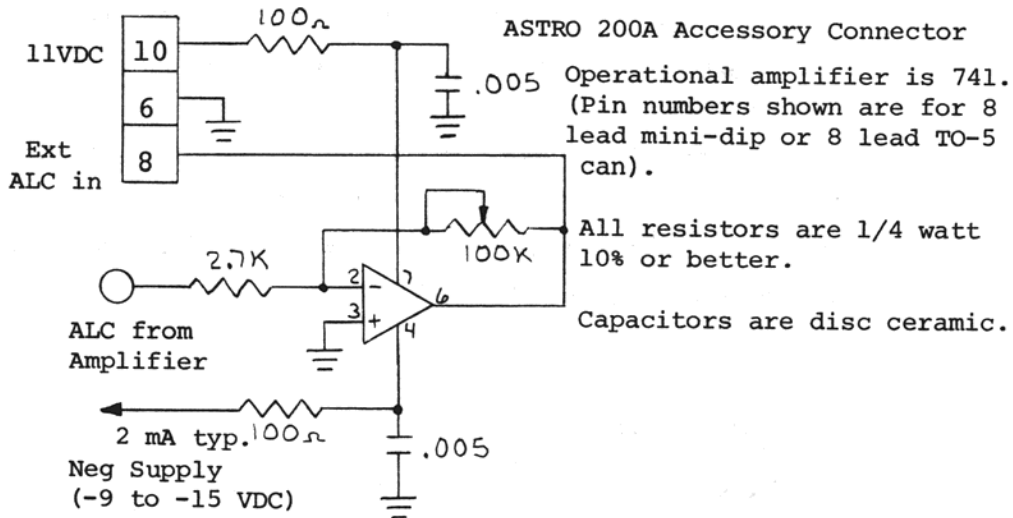 ASTRO 200A Accessory Connector
11VDC
10
6
8
Ext
ALC in
100Ω
.005
Operational amplifier is 741.
(Pin numbers shown are for 8
lead mini-dip or 8 lead TO-5
can).
All resistors are 1/4 watt
10% or better.
Capacitors are disc ceramic.
100K
2.7K
2
-
3
+
7
6
4
ALC from
Amplifier
2 mA typ.
100Ω
.005
Neg Supply
(-9 to -15 VDC)